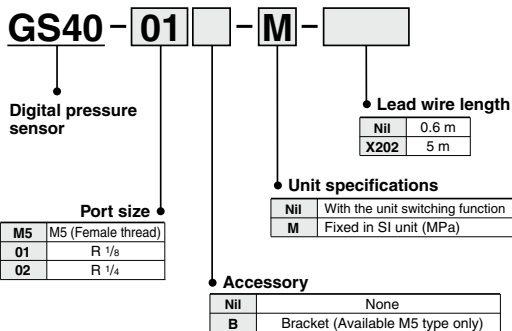 GS40 - 01 - M -
Digital pressure
sensor
Lead wire length
Nil 0.6 m
X202 5 m
Unit specifications
Nil With the unit switching function
M Fixed in SI unit (MPa)
Port size
M5 M5 (Female thread)
01 R 1/8
02 R 1/4
Accessory
Nil None
B Bracket (Available M5 type only)